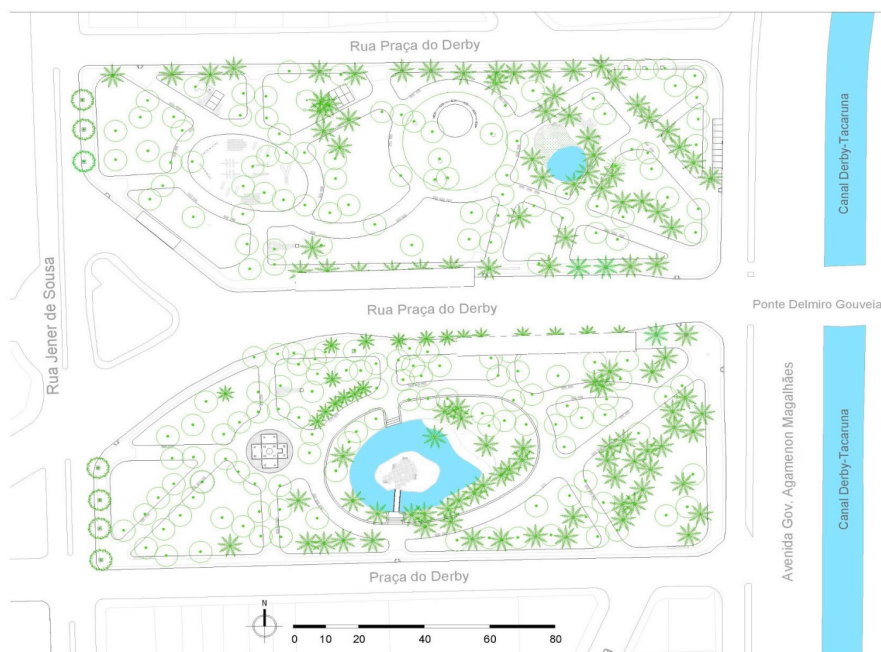 Rua Praça do Derby
Canal Derby-Tacaruna
Rua Jener de Sousa
Rua Praça do Derby
Ponte Delmiro Gouveia
Avenida Gov. Agamenon Magalhães
Canal Derby-Tacaruna
Praça do Derby
N
0 10 20 40 60 80